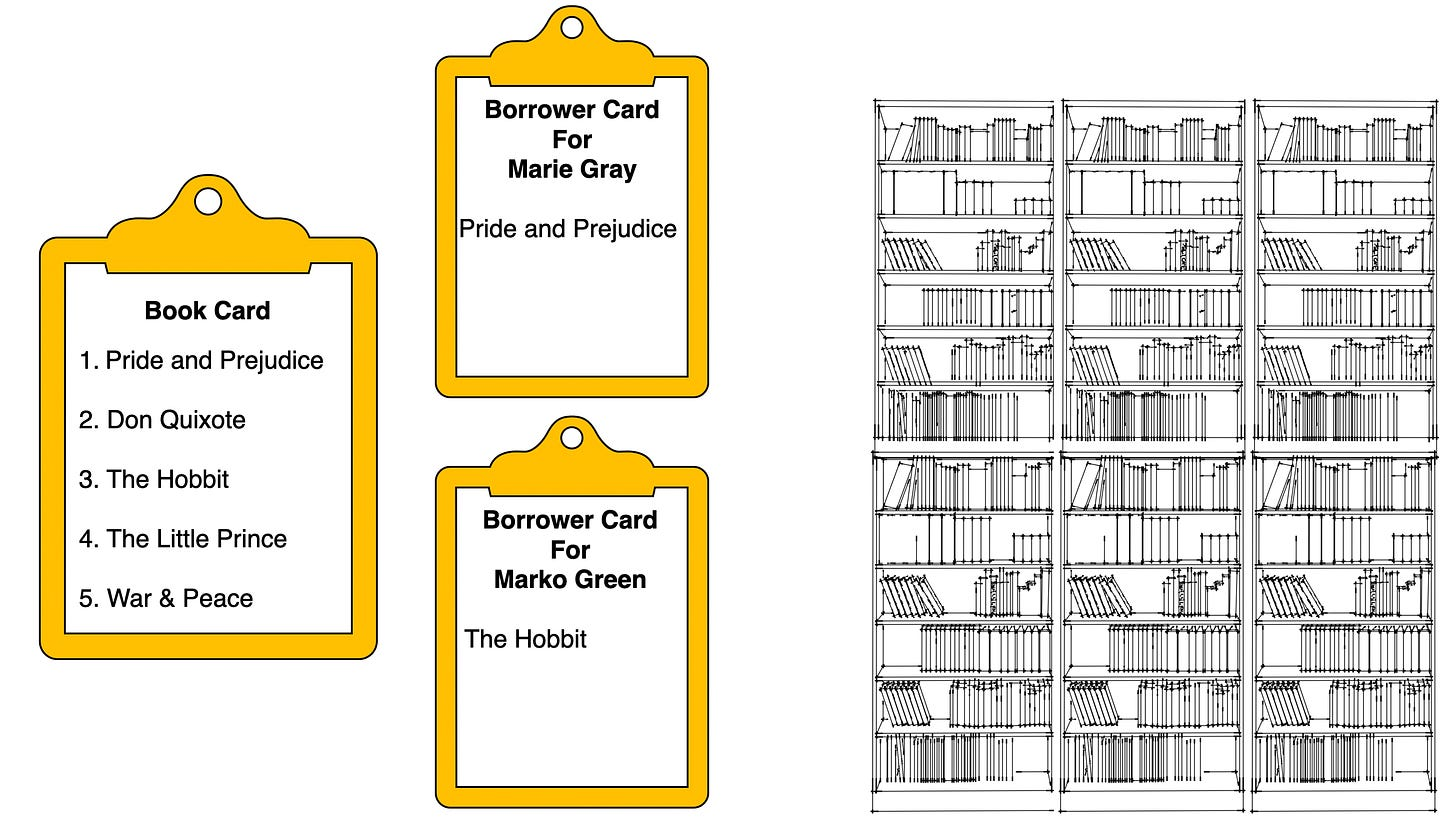 Book Card
1. Pride and Prejudice
2. Don Quixote
3. The Hobbit
4. The Little Prince
5. War & Peace
Borrower Card
For
Marie Gray
Pride and Prejudice
Borrower Card
For
Marko Green
The Hobbit